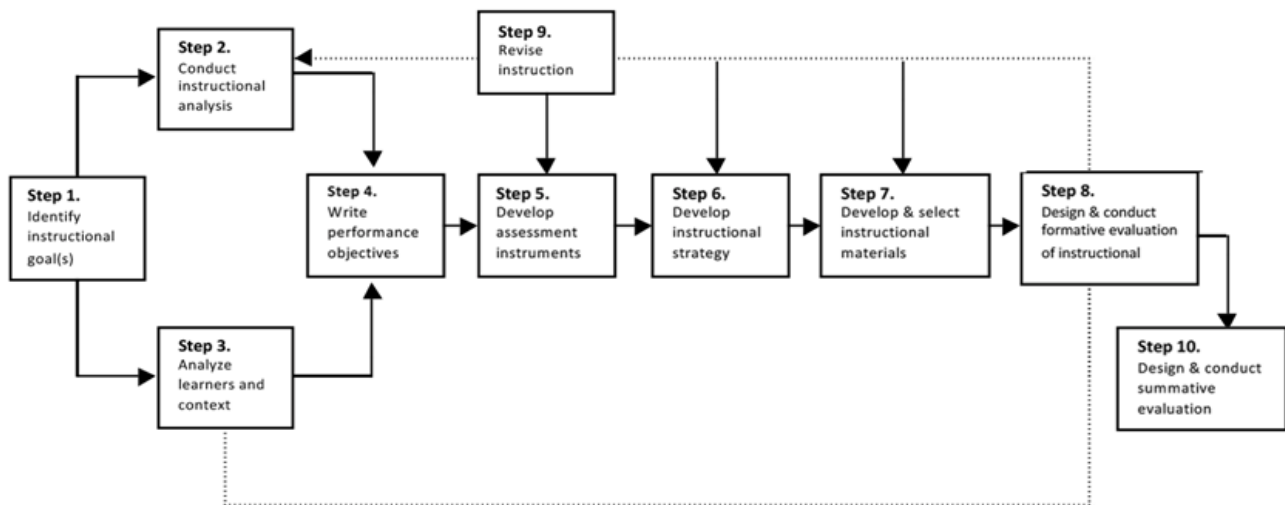 Step 1.
Identify
instructional
goal(s)
Step 2.
Conduct
instructional
analysis
Step 3.
Analyze
learners and
context
Step 4.
Write
performance
objectives
Step 5.
Develop
assessment
instruments
Step 6.
Develop
instructional
strategy
Step 7.
Develop & select
instructional
materials
Step 8.
Design & conduct
formative evaluation
of instructional
Step 9.
Revise
instruction
Step 10.
Design & conduct
summative
evaluation